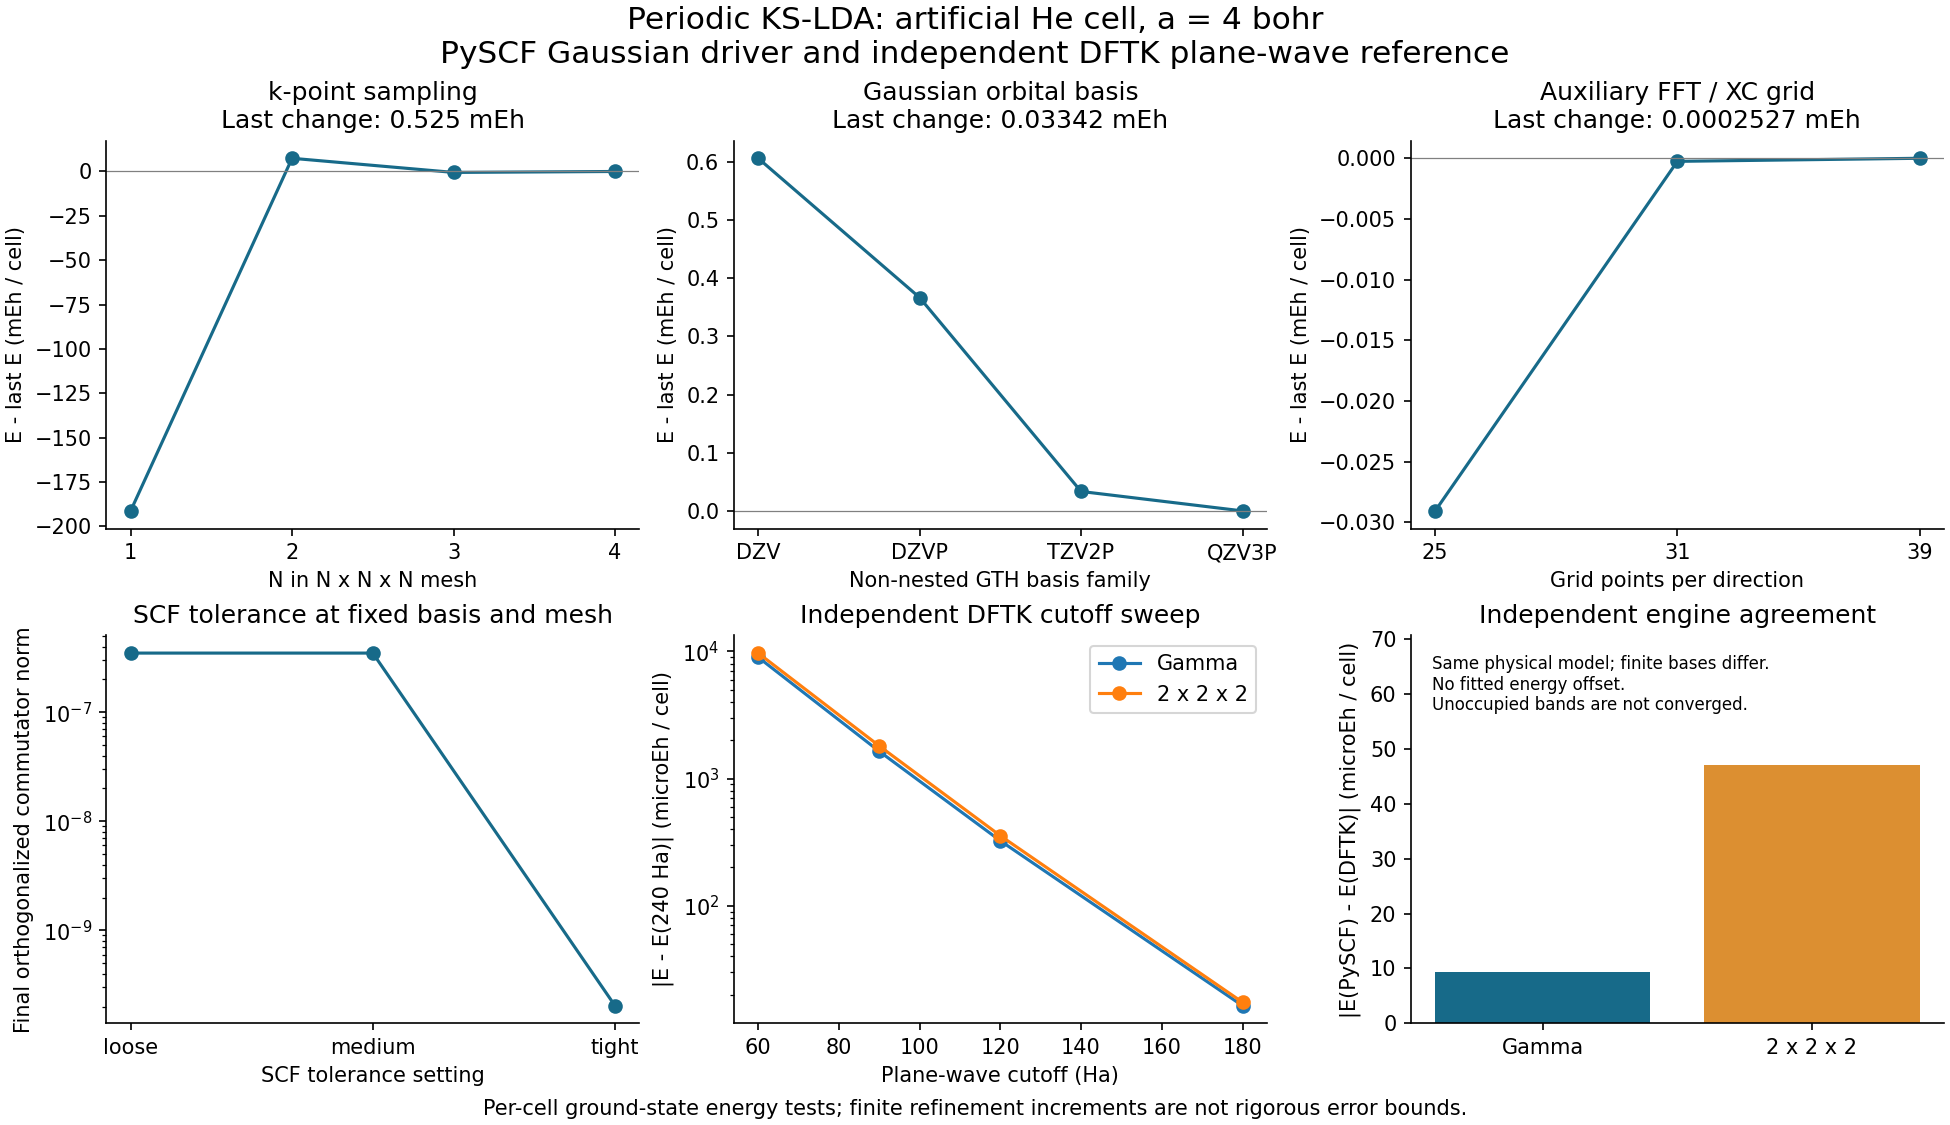 Periodic KS-LDA: artificial He cell, a = 4 bohr
PySCF Gaussian driver and independent DFTK plane-wave reference
k-point sampling
Last change: 0.525 mEh
E - last E (mEh / cell)
0
−25
−50
−75
−100
−125
−150
−175
−200
1
2
3
4
N in N x N x N mesh
Gaussian orbital basis
Last change: 0.03342 mEh
E - last E (mEh / cell)
0.6
0.5
0.4
0.3
0.2
0.1
0.0
DZV
DZVP
TZV2P
QZV3P
Non-nested GTH basis family
Auxiliary FFT / XC grid
Last change: 0.0002527 mEh
E - last E (mEh / cell)
0.000
−0.005
−0.010
−0.015
−0.020
−0.025
−0.030
25
31
39
Grid points per direction
SCF tolerance at fixed basis and mesh
Final orthogonalized commutator norm
10⁻⁷
10⁻⁸
10⁻⁹
loose
medium
tight
SCF tolerance setting
Independent DFTK cutoff sweep
|E - E(240 Ha)| (microEh / cell)
10⁴
10³
10²
Gamma
2 x 2 x 2
60
80
100
120
140
160
180
Plane-wave cutoff (Ha)
Independent engine agreement
|E(PySCF) - E(DFTK)| (microEh / cell)
70
60
50
40
30
20
10
0
Same physical model; finite bases differ.
No fitted energy offset.
Unoccupied bands are not converged.
Gamma
2 x 2 x 2
Per-cell ground-state energy tests; finite refinement increments are not rigorous error bounds.